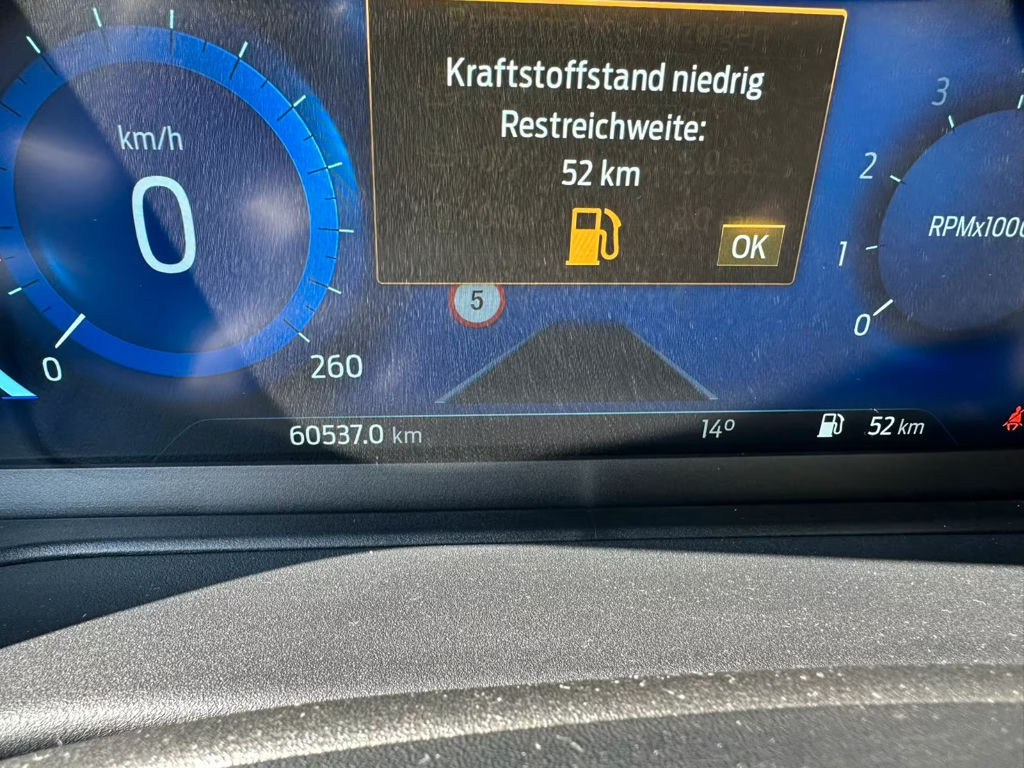 Kraftstoffstand niedrig
Restreichweite:
52 km
OK
km/h
0
0
260
5
3
2
1
0
RPMx100
60537.0 km
14°
52 km